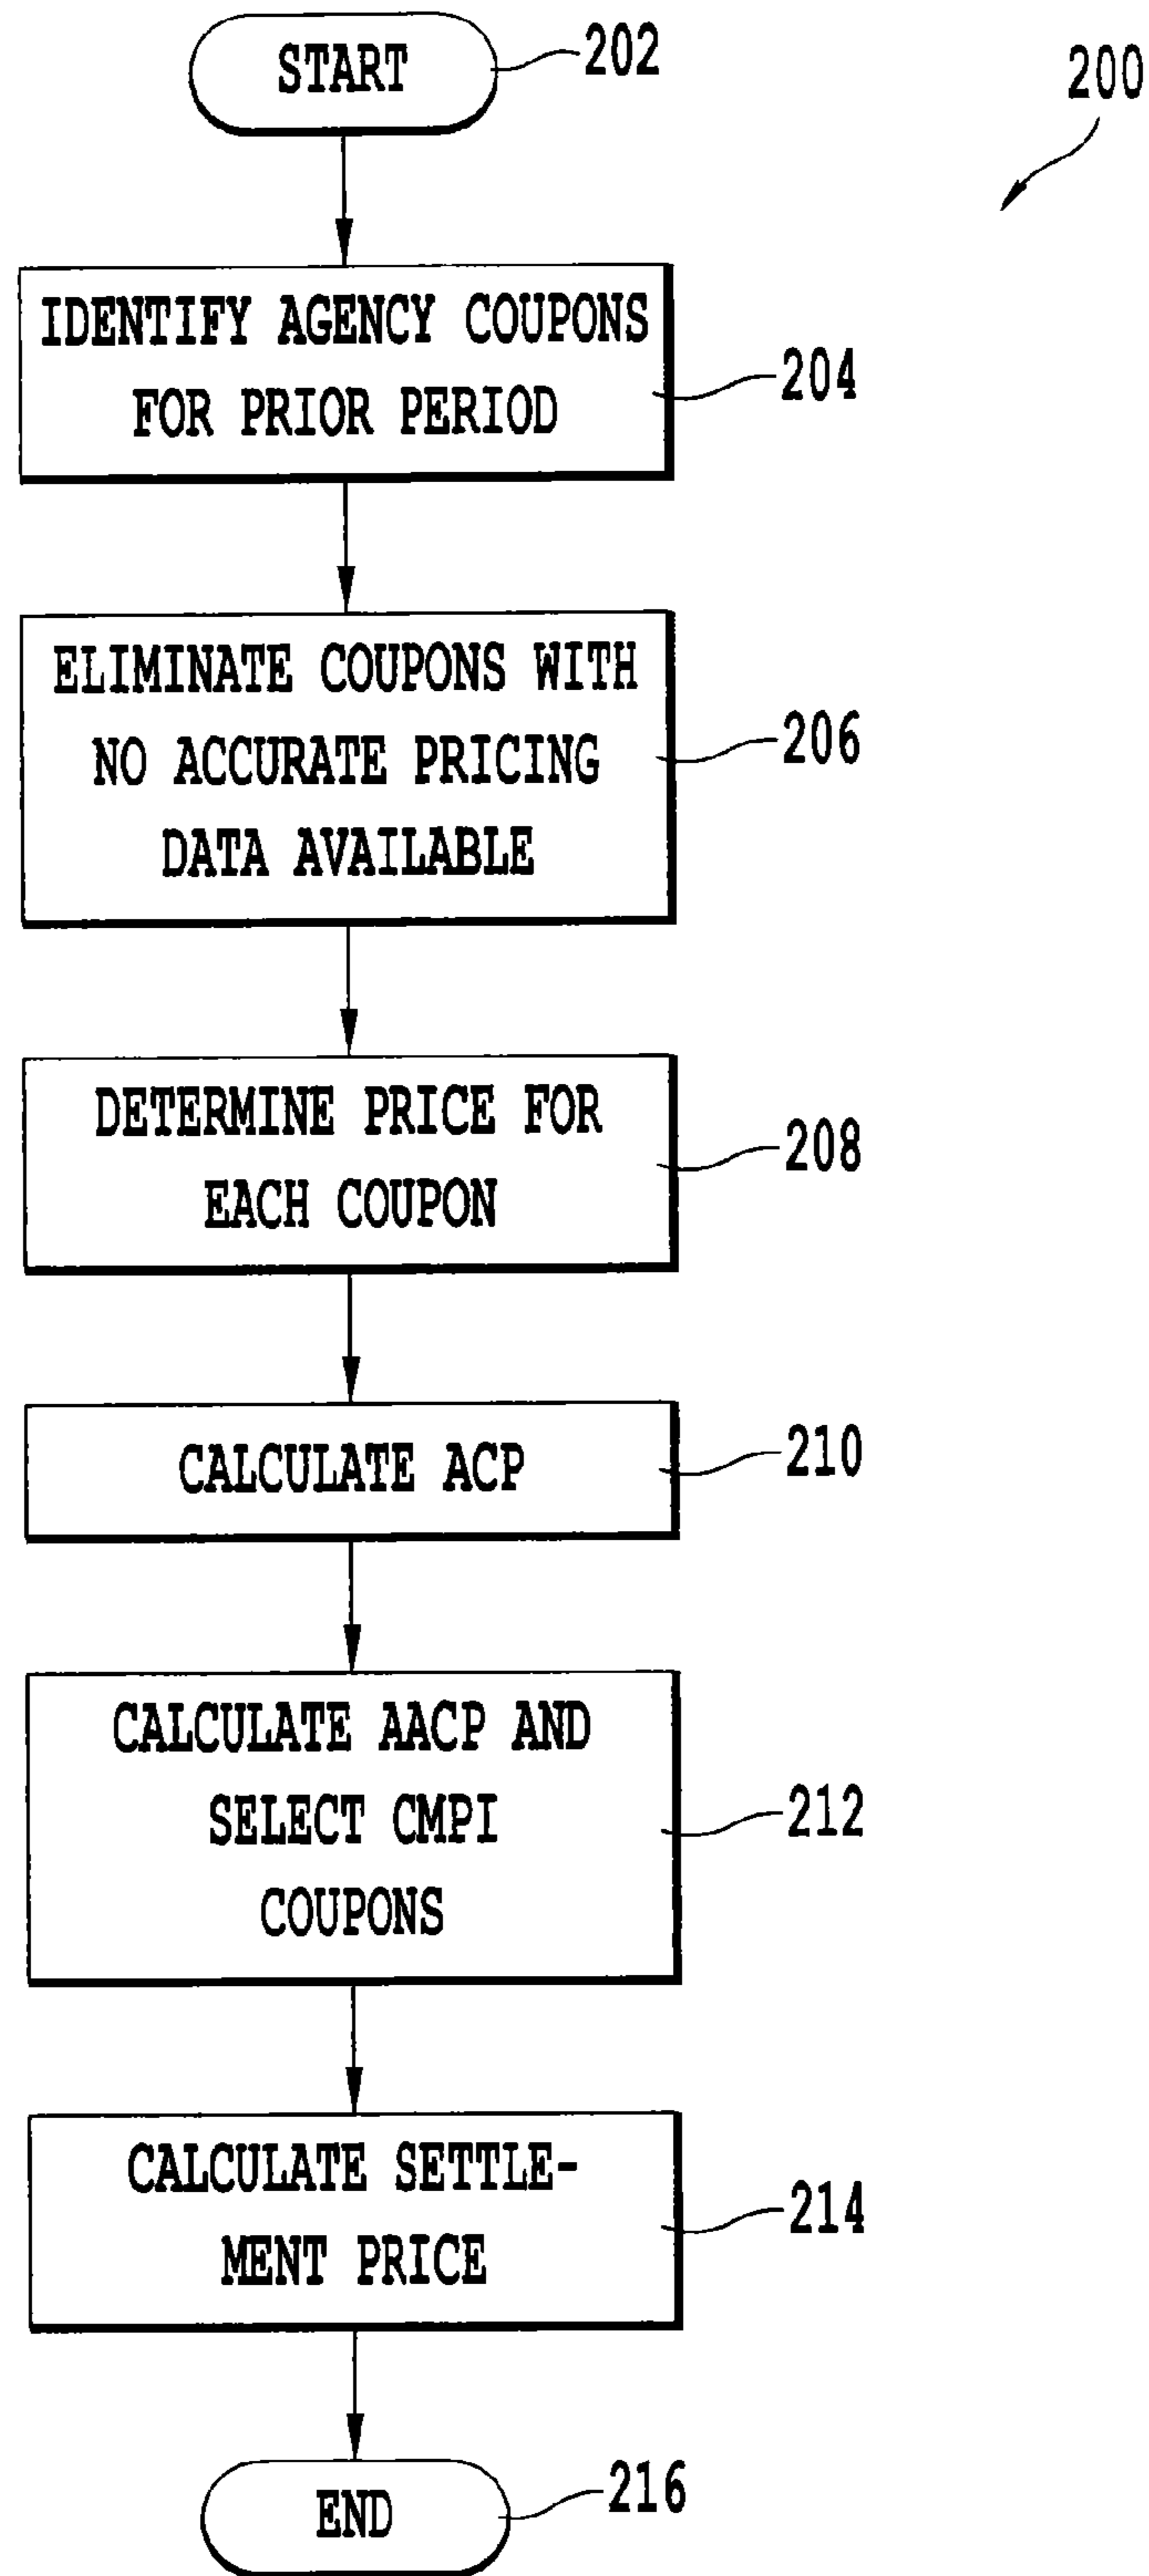 START
202
200
IDENTIFY AGENCY COUPONS
FOR PRIOR PERIOD
204
ELIMINATE COUPONS WITH
NO ACCURATE PRICING
DATA AVAILABLE
206
DETERMINE PRICE FOR
EACH COUPON
208
CALCULATE ACP
210
CALCULATE AACP AND
SELECT CMPI
COUPONS
212
CALCULATE SETTLE-
MENT PRICE
214
END
216